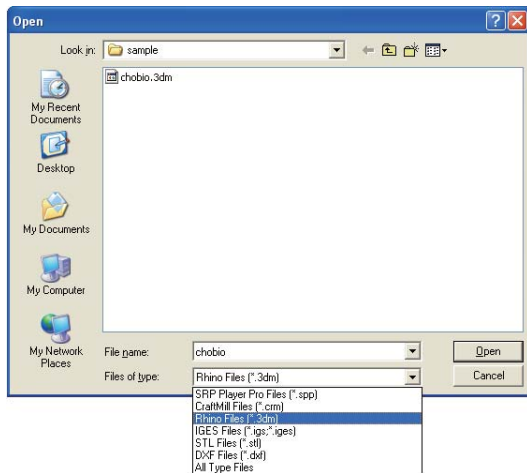 Open
Look in:
sample
chobio.3dm
My Recent
Documents
Desktop
My Documents
My Computer
My Network
Places
File name:
chobio
Open
Files of type:
Rhino Files (*.3dm)
Cancel
SRP Player Pro Files (*.spp)
CraftMill Files (*.crm)
Rhino Files (*.3dm)
IGES Files (*.igs;*.iges)
STL Files (*.stl)
DXF Files (*.dxf)
All Type Files